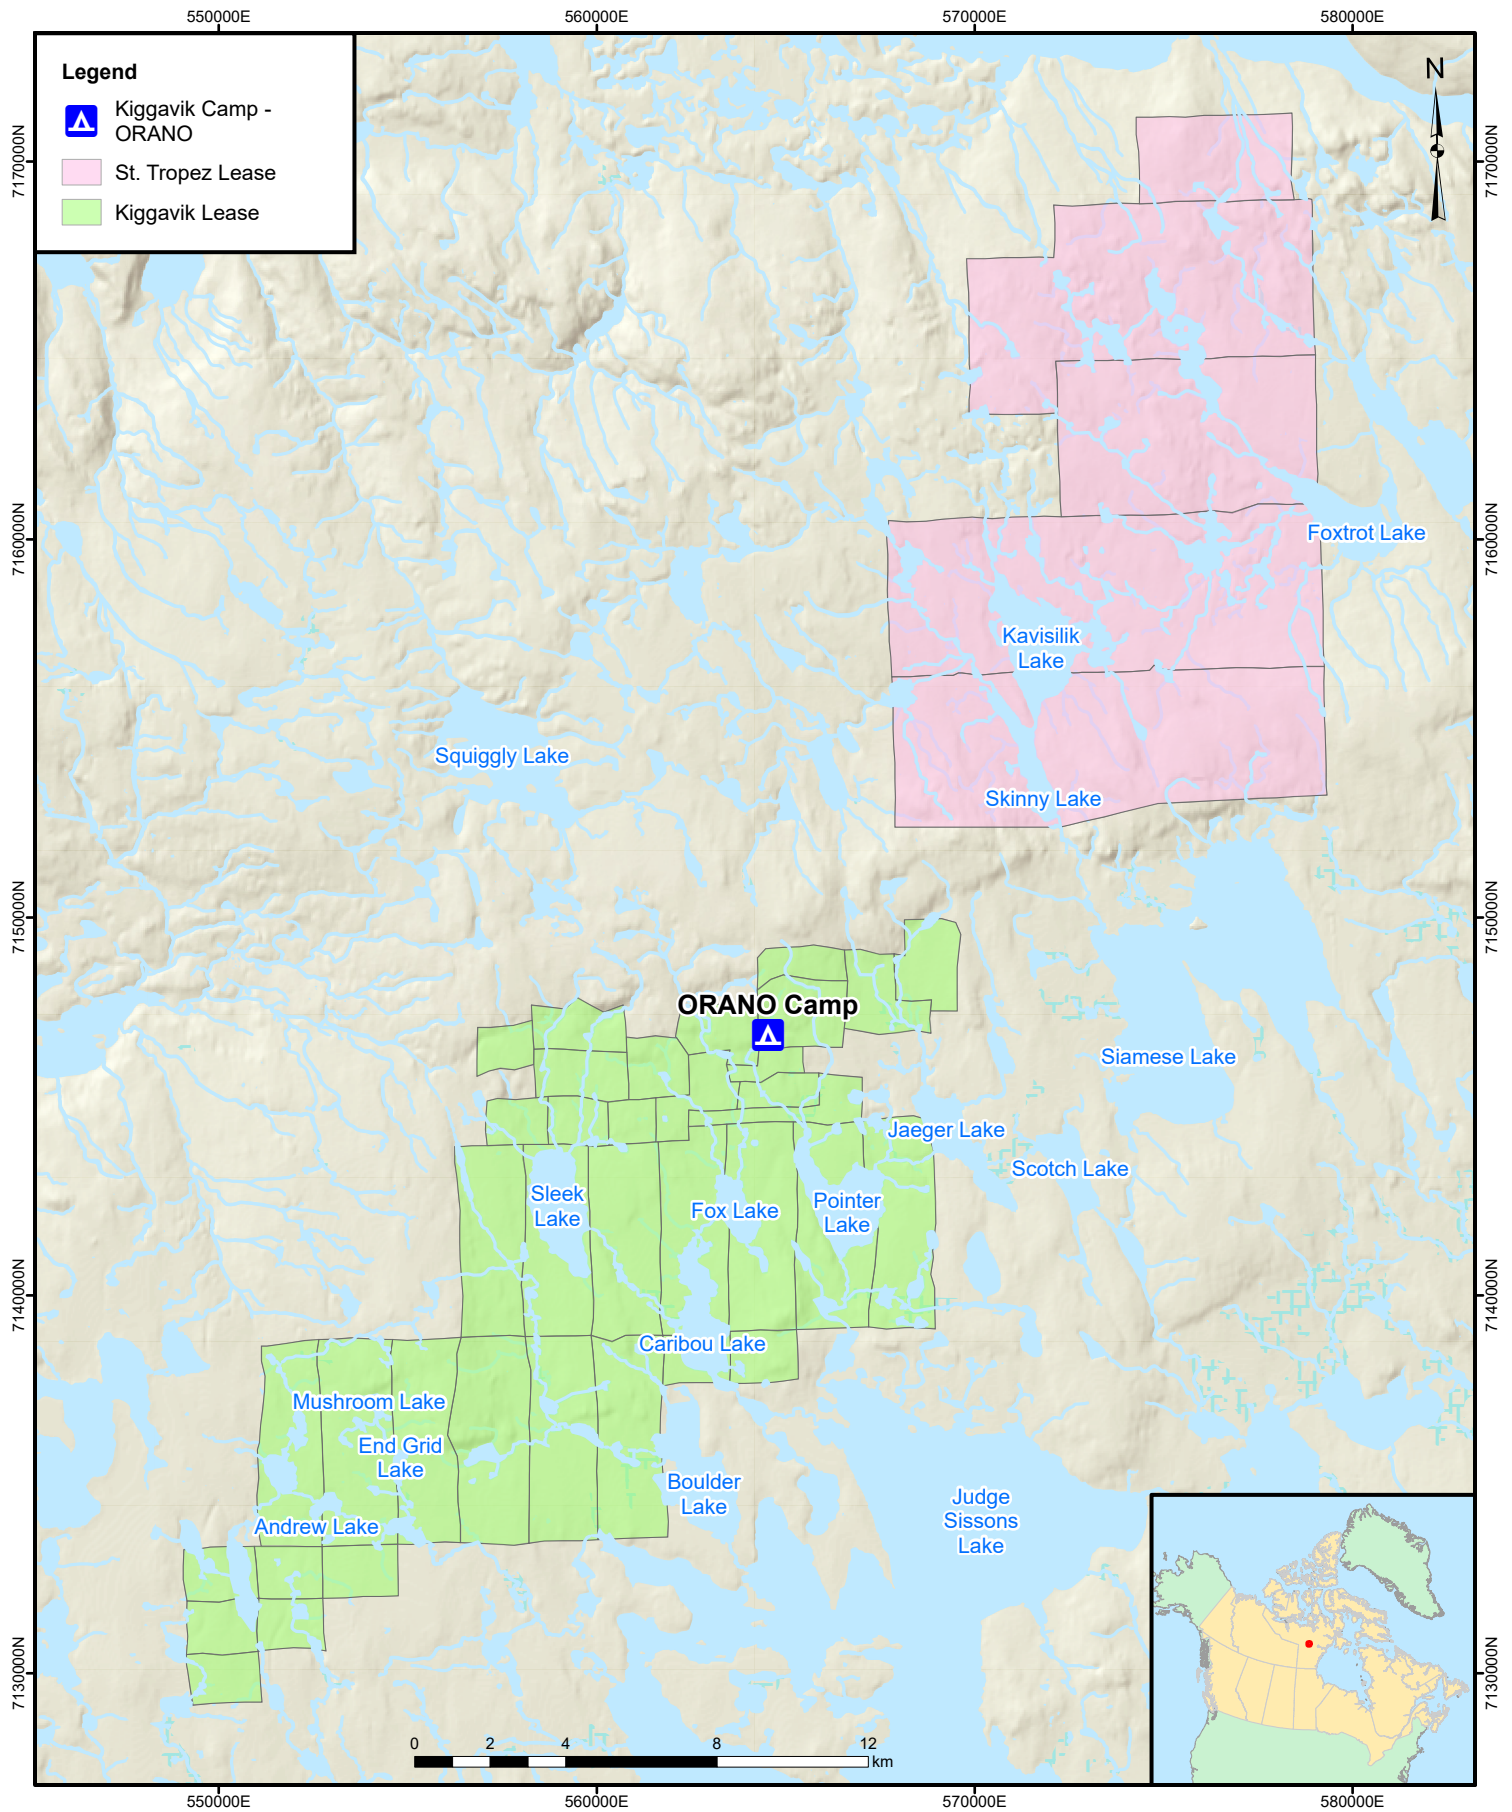 550000E
560000E
570000E
580000E
Legend
Kiggavik Camp -
ORANO
St. Tropez Lease
Kiggavik Lease
N
7170000N
7170000N
7160000N
7160000N
Foxtrot Lake
Kavisilik
Lake
Squiggly Lake
Skinny Lake
7150000N
7150000N
ORANO Camp
Siamese Lake
Jaeger Lake
Scotch Lake
Sleek
Lake
Fox Lake
Pointer
Lake
7140000N
7140000N
Caribou Lake
Mushroom Lake
End Grid
Lake
Boulder
Lake
Judge
Sissons
Lake
Andrew Lake
7130000N
7130000N
0
2
4
8
12
km
550000E
560000E
570000E
580000E